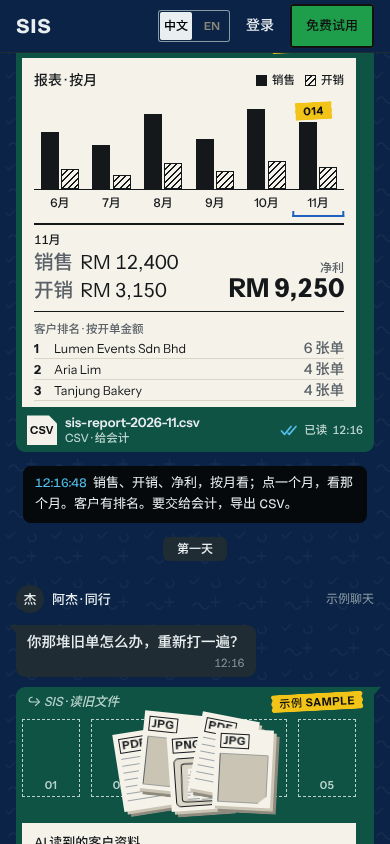 SIS 中文 EN 登录 免费试用
报表·按月 销售 开销
014
6月 7月 8月 9月 10月 11月
11月
销售 RM 12,400
净利
开销 RM 3,150 RM 9,250
客户排名·按开单金额
1 Lumen Events Sdn Bhd 6 张单
2 Aria Lim 4 张单
3 Tanjung Bakery 4 张单
CSV sis-report-2026-11.csv
CSV·给会计 已读 12:16
12:16:48 销售、开销、净利，按月看；点一个月，看那
个月。客户有排名。要交给会计，导出 CSV。
第一天
杰 阿杰·同行 示例聊天
你那堆旧单怎么办，重新打一遍？
12:16
SIS·读旧文件 示例 SAMPLE
JPG
PDF PNG JPG
01 05
AI 读到的客户资料